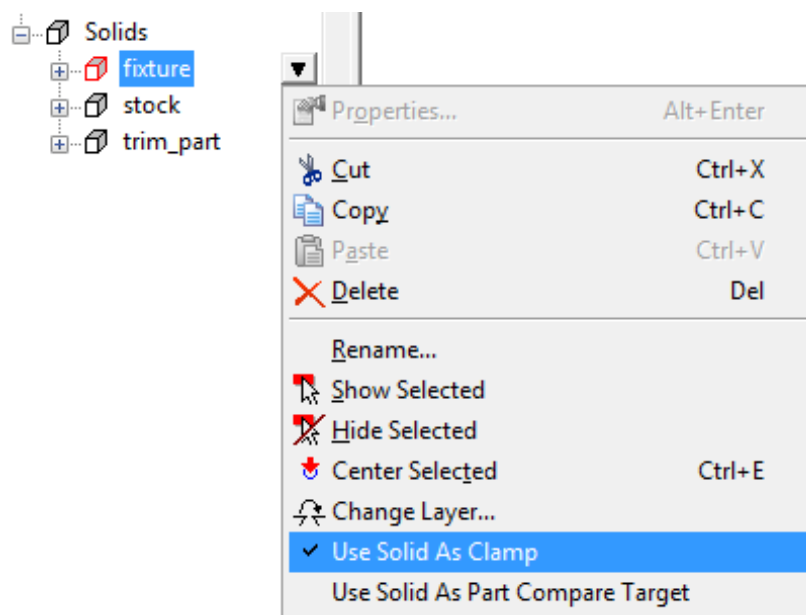 Solids
fixture
stock
trim_part
Properties... Alt+Enter
Cut Ctrl+X
Copy Ctrl+C
Paste Ctrl+V
Delete Del
Rename...
Show Selected
Hide Selected
Center Selected Ctrl+E
Change Layer...
Use Solid As Clamp
Use Solid As Part Compare Target